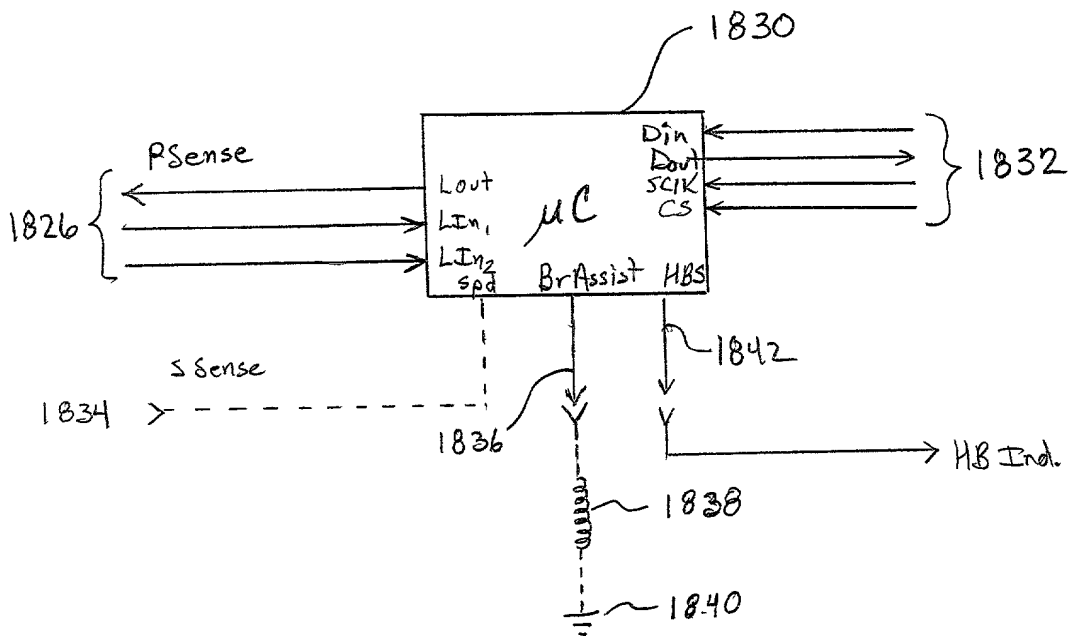 1830
PSense
1826
Lout
LIn1
LIn2
spd
µC
BrAssist
HBS
Din
Dout
SClK
CS
1832
S Sense
1834
1836
1842
HB Ind.
1838
1840